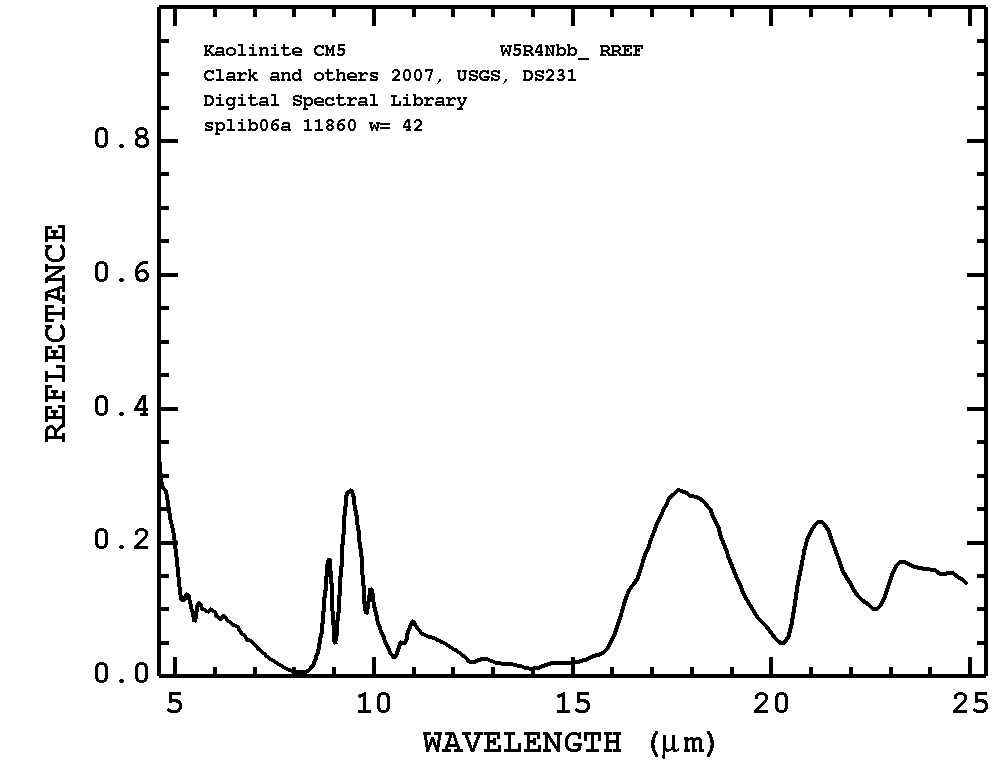 Kaolinite CM5 W5R4Nbb_ RREF
Clark and others 2007, USGS, DS231
Digital Spectral Library
splib06a 11860 w= 42
REFLECTANCE
0.8
0.6
0.4
0.2
0.0
5 10 15 20 25
WAVELENGTH (µm)